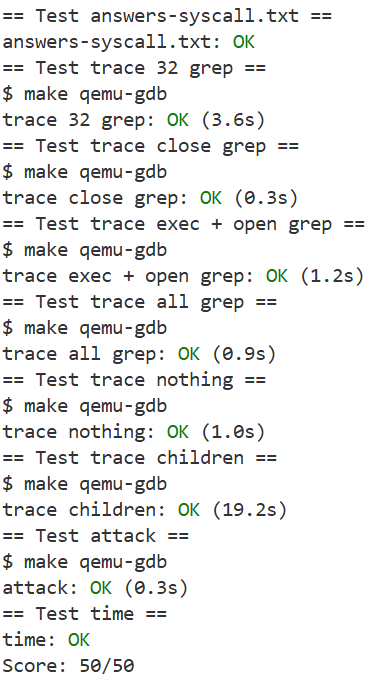 == Test answers-syscall.txt ==
answers-syscall.txt: OK
== Test trace 32 grep ==
$ make qemu-gdb
trace 32 grep: OK (3.6s)
== Test trace close grep ==
$ make qemu-gdb
trace close grep: OK (0.3s)
== Test trace exec + open grep ==
$ make qemu-gdb
trace exec + open grep: OK (1.2s)
== Test trace all grep ==
$ make qemu-gdb
trace all grep: OK (0.9s)
== Test trace nothing ==
$ make qemu-gdb
trace nothing: OK (1.0s)
== Test trace children ==
$ make qemu-gdb
trace children: OK (19.2s)
== Test attack ==
$ make qemu-gdb
attack: OK (0.3s)
== Test time ==
time: OK
Score: 50/50